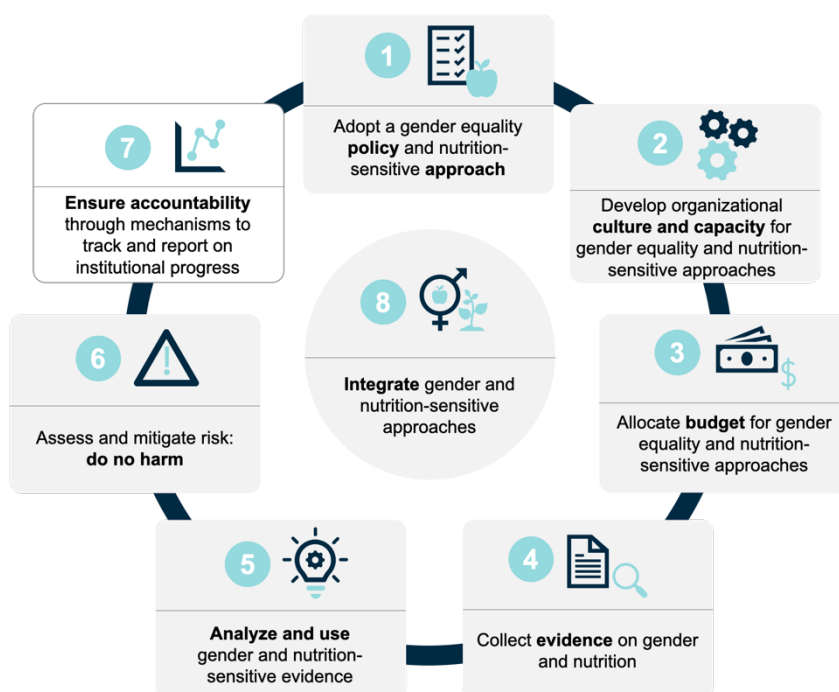 1
Adopt a gender equality
policy and nutrition-
sensitive approach
2
Develop organizational
culture and capacity for
gender equality and nutrition-
sensitive approaches
3
$
Allocate budget for gender
equality and nutrition-
sensitive approaches
4
Collect evidence on gender
and nutrition
5
Analyze and use
gender and nutrition-
sensitive evidence
6
!
Assess and mitigate risk:
do no harm
7
Ensure accountability
through mechanisms to
track and report on
institutional progress
8
Integrate gender and
nutrition-sensitive
approaches